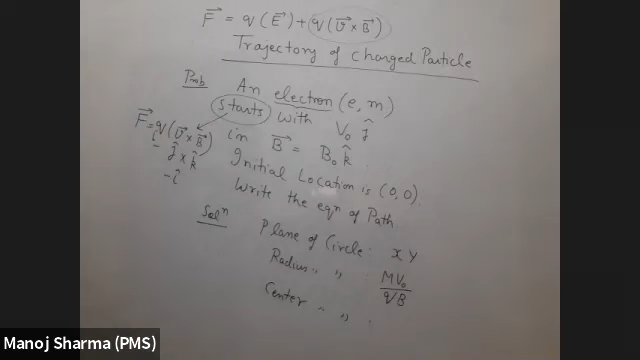 F⃗ = q(E⃗) + q(v⃗ × B⃗)
Trajectory of Charged Particle
Prob An electron (e, m)
starts with V₀ ĵ
in B⃗ = B₀ k̂
F⃗ = q(v⃗ × B⃗)
ĵ × k̂
-î
Initial Location is (0, 0).
Write the eqn of Path
Solⁿ Plane of Circle: XY
Radius " " : MV₀/qB
Center " " :
Manoj Sharma (PMS)